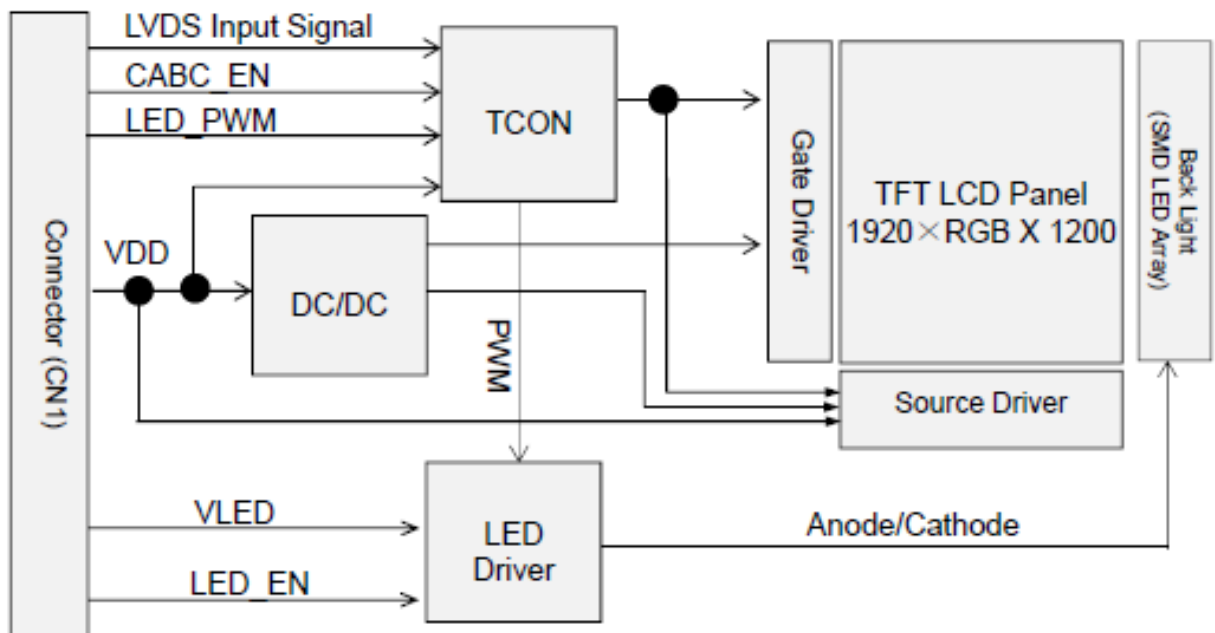 LVDS Input Signal
CABC_EN
LED_PWM
TCON
VDD
DC/DC
Connector (CN1)
PWM
Gate Driver
TFT LCD Panel
1920×RGB X 1200
Back Light
(SMD LED Array)
Source Driver
VLED
LED_EN
LED
Driver
Anode/Cathode